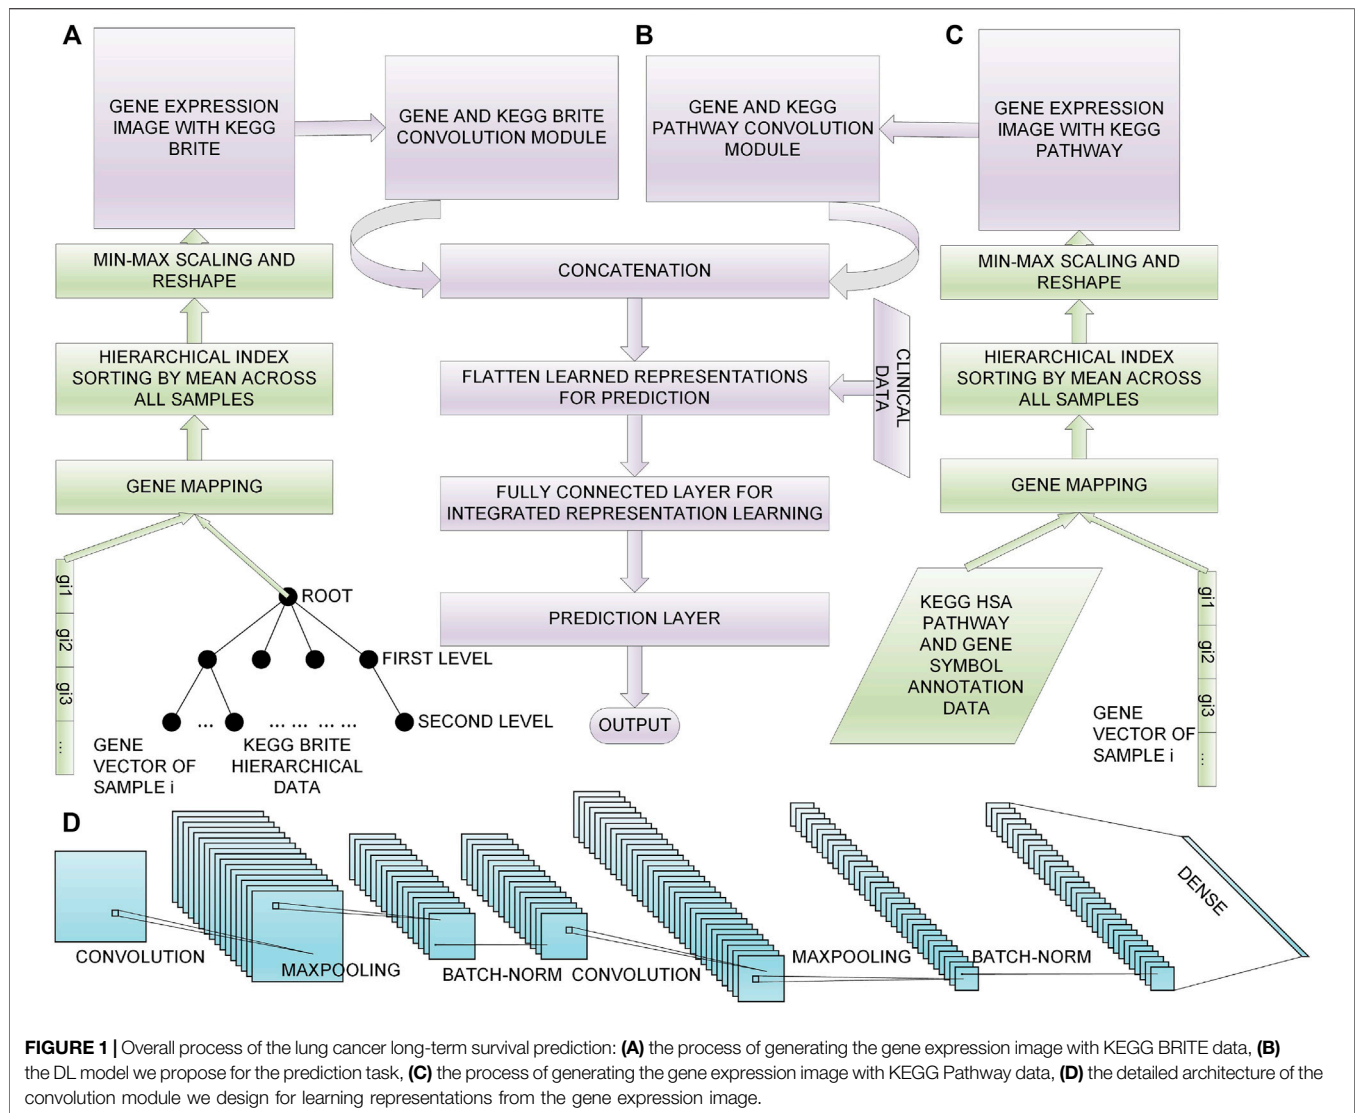 A
B
C
GENE EXPRESSION
IMAGE WITH KEGG
BRITE
GENE AND KEGG BRITE
CONVOLUTION MODULE
GENE AND KEGG
PATHWAY CONVOLUTION
MODULE
GENE EXPRESSION
IMAGE WITH KEGG
PATHWAY
MIN-MAX SCALING AND
RESHAPE
CONCATENATION
MIN-MAX SCALING AND
RESHAPE
HIERARCHICAL INDEX
SORTING BY MEAN ACROSS
ALL SAMPLES
FLATTEN LEARNED REPRESENTATIONS
FOR PREDICTION
CLINICAL
DATA
HIERARCHICAL INDEX
SORTING BY MEAN ACROSS
ALL SAMPLES
GENE MAPPING
FULLY CONNECTED LAYER FOR
INTEGRATED REPRESENTATION LEARNING
GENE MAPPING
gi1
gi2
gi3
...
ROOT
FIRST LEVEL
SECOND LEVEL
...
... ... ... ...
GENE
VECTOR OF
SAMPLE i
KEGG BRITE
HIERARCHICAL
DATA
PREDICTION LAYER
OUTPUT
KEGG HSA
PATHWAY
AND GENE
SYMBOL
ANNOTATION
DATA
gi1
gi2
gi3
...
GENE
VECTOR OF
SAMPLE i
D
CONVOLUTION
MAXPOOLING
BATCH-NORM
CONVOLUTION
MAXPOOLING
BATCH-NORM
DENSE
FIGURE 1 | Overall process of the lung cancer long-term survival prediction: (A) the process of generating the gene expression image with KEGG BRITE data, (B)
the DL model we propose for the prediction task, (C) the process of generating the gene expression image with KEGG Pathway data, (D) the detailed architecture of the
convolution module we design for learning representations from the gene expression image.